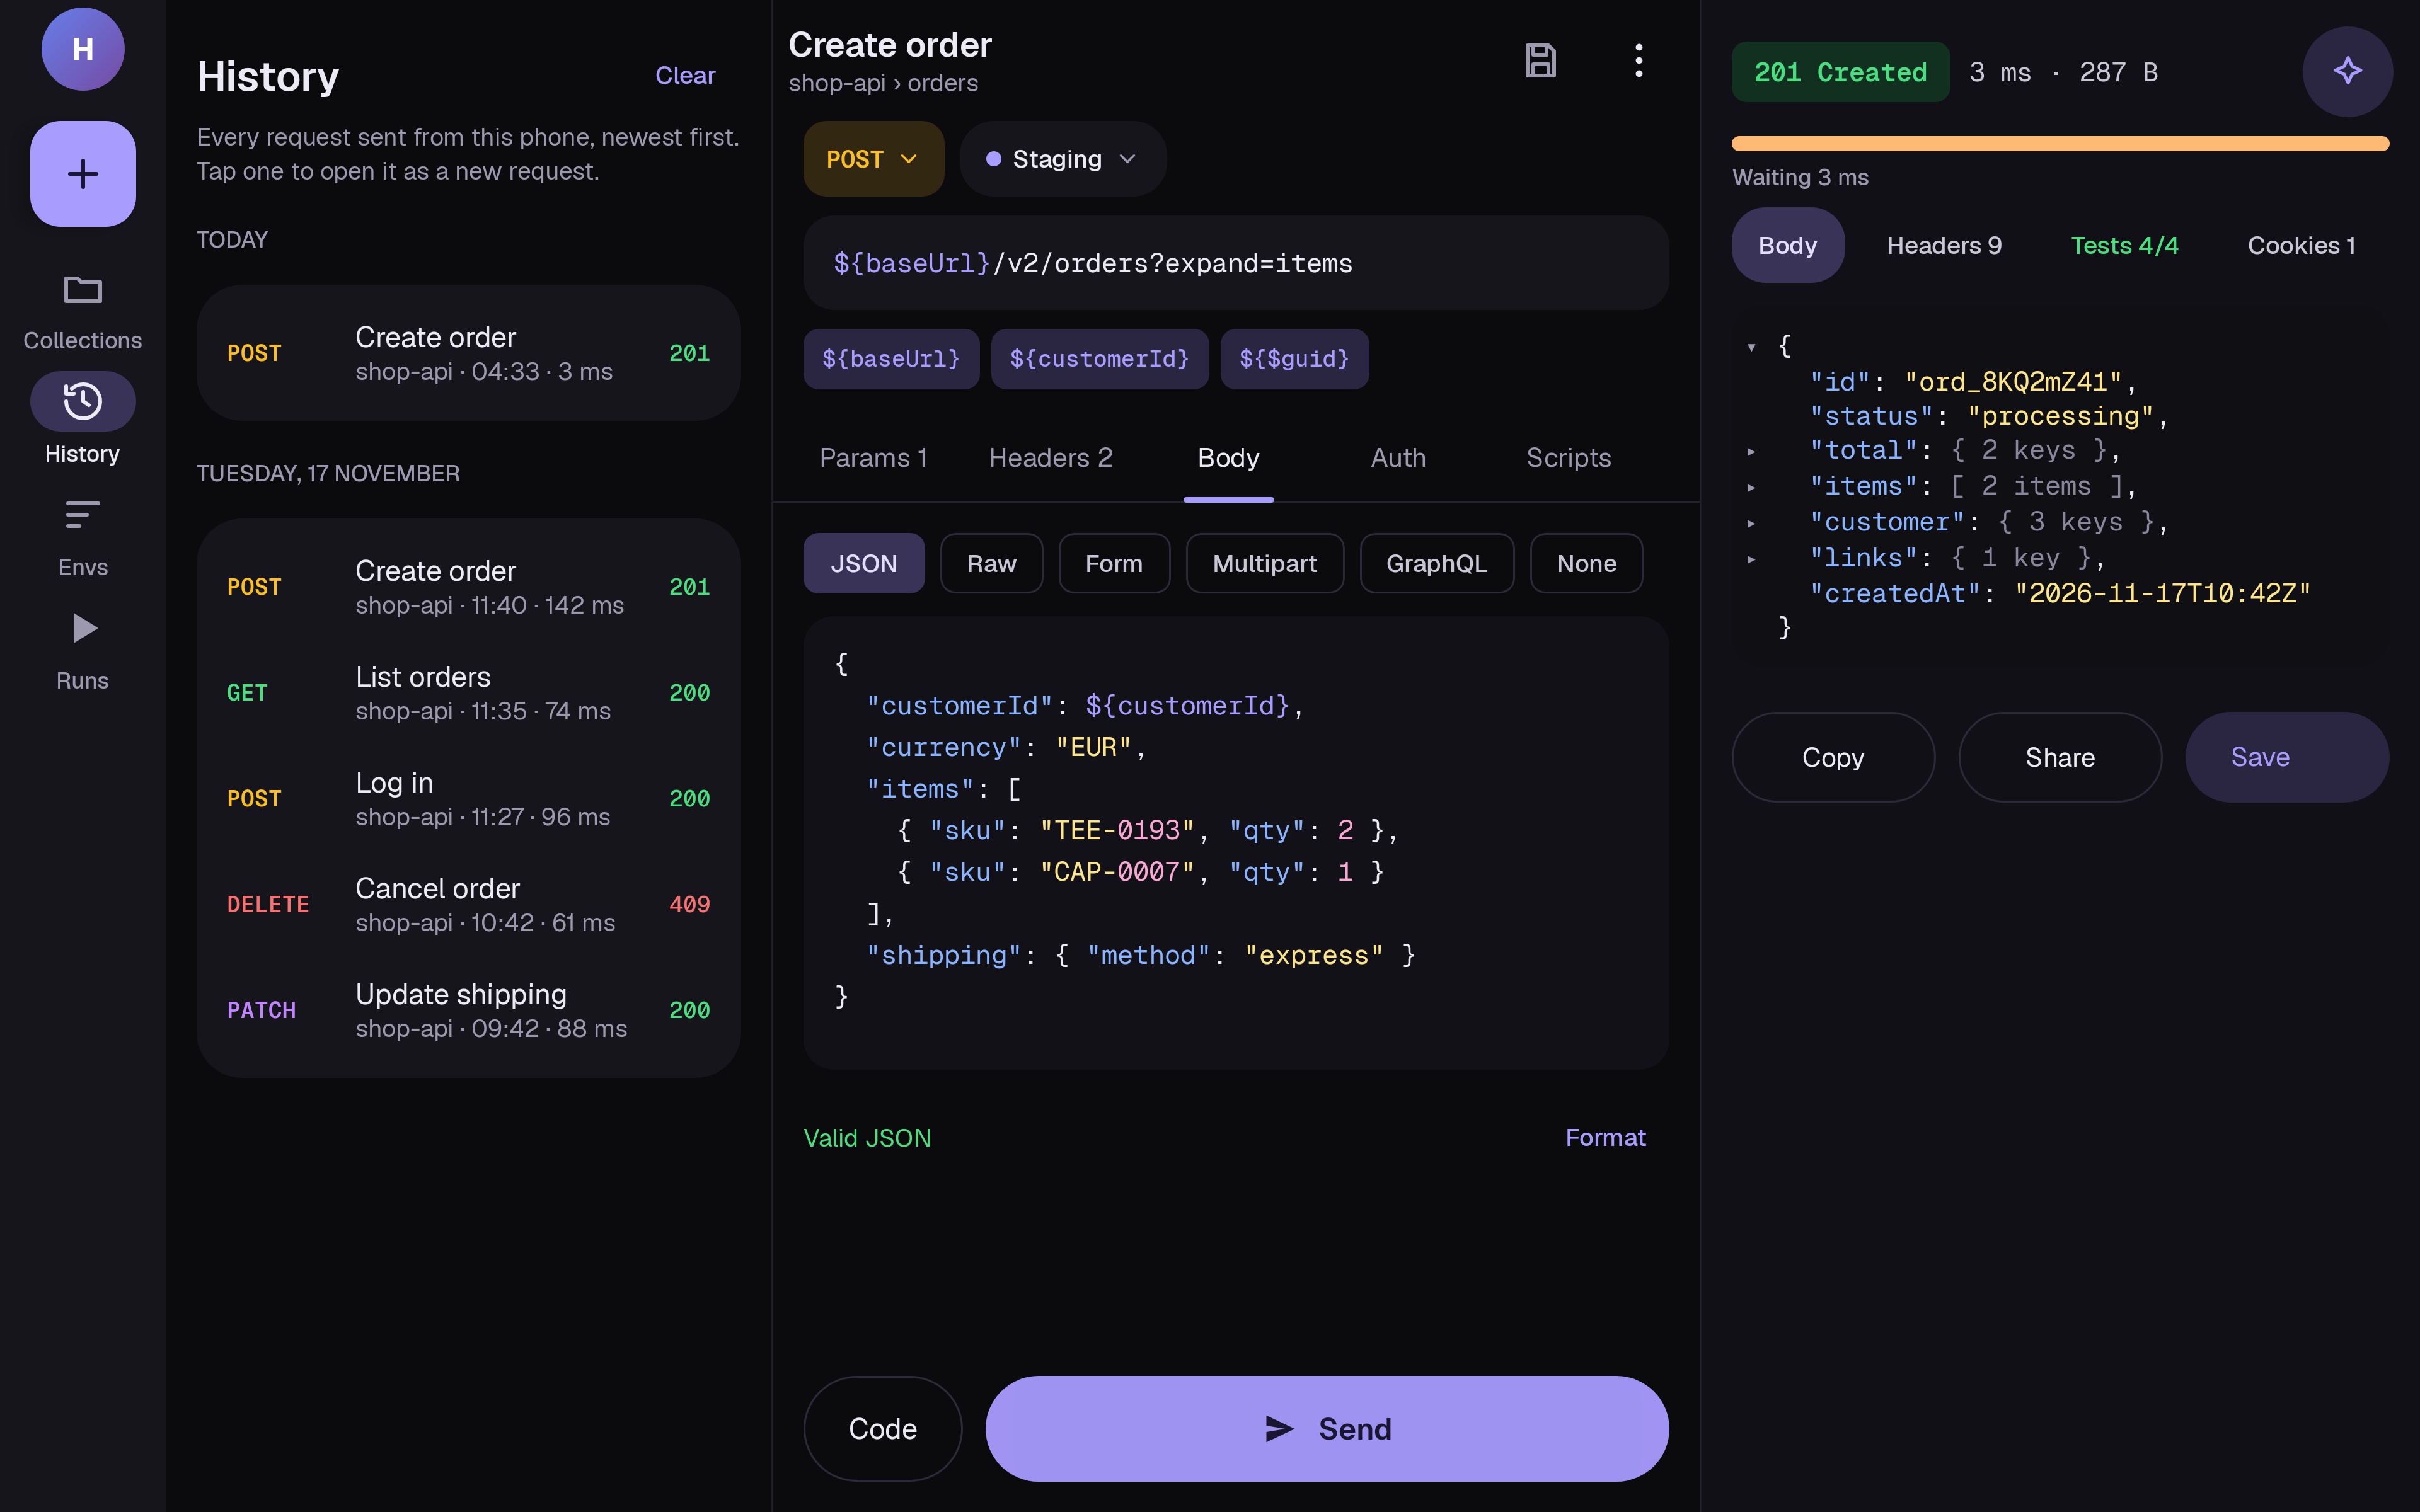 H
Collections
History
Envs
Runs
History
Clear
Every request sent from this phone, newest first.
Tap one to open it as a new request.
TODAY
POST
Create order
201
shop-api · 04:33 · 3 ms
TUESDAY, 17 NOVEMBER
POST
Create order
201
shop-api · 11:40 · 142 ms
GET
List orders
200
shop-api · 11:35 · 74 ms
POST
Log in
200
shop-api · 11:27 · 96 ms
DELETE
Cancel order
409
shop-api · 10:42 · 61 ms
PATCH
Update shipping
200
shop-api · 09:42 · 88 ms
Create order
shop-api › orders
POST
Staging
${baseUrl}/v2/orders?expand=items
${baseUrl}
${customerId}
${$guid}
Params 1
Headers 2
Body
Auth
Scripts
JSON
Raw
Form
Multipart
GraphQL
None
{
"customerId": ${customerId},
"currency": "EUR",
"items": [
{ "sku": "TEE-0193", "qty": 2 },
{ "sku": "CAP-0007", "qty": 1 }
],
"shipping": { "method": "express" }
}
Valid JSON
Format
Code
Send
201 Created
3 ms · 287 B
Waiting 3 ms
Body
Headers 9
Tests 4/4
Cookies 1
{
"id": "ord_8KQ2mZ41",
"status": "processing",
"total": { 2 keys },
"items": [ 2 items ],
"customer": { 3 keys },
"links": { 1 key },
"createdAt": "2026-11-17T10:42Z"
}
Copy
Share
Save